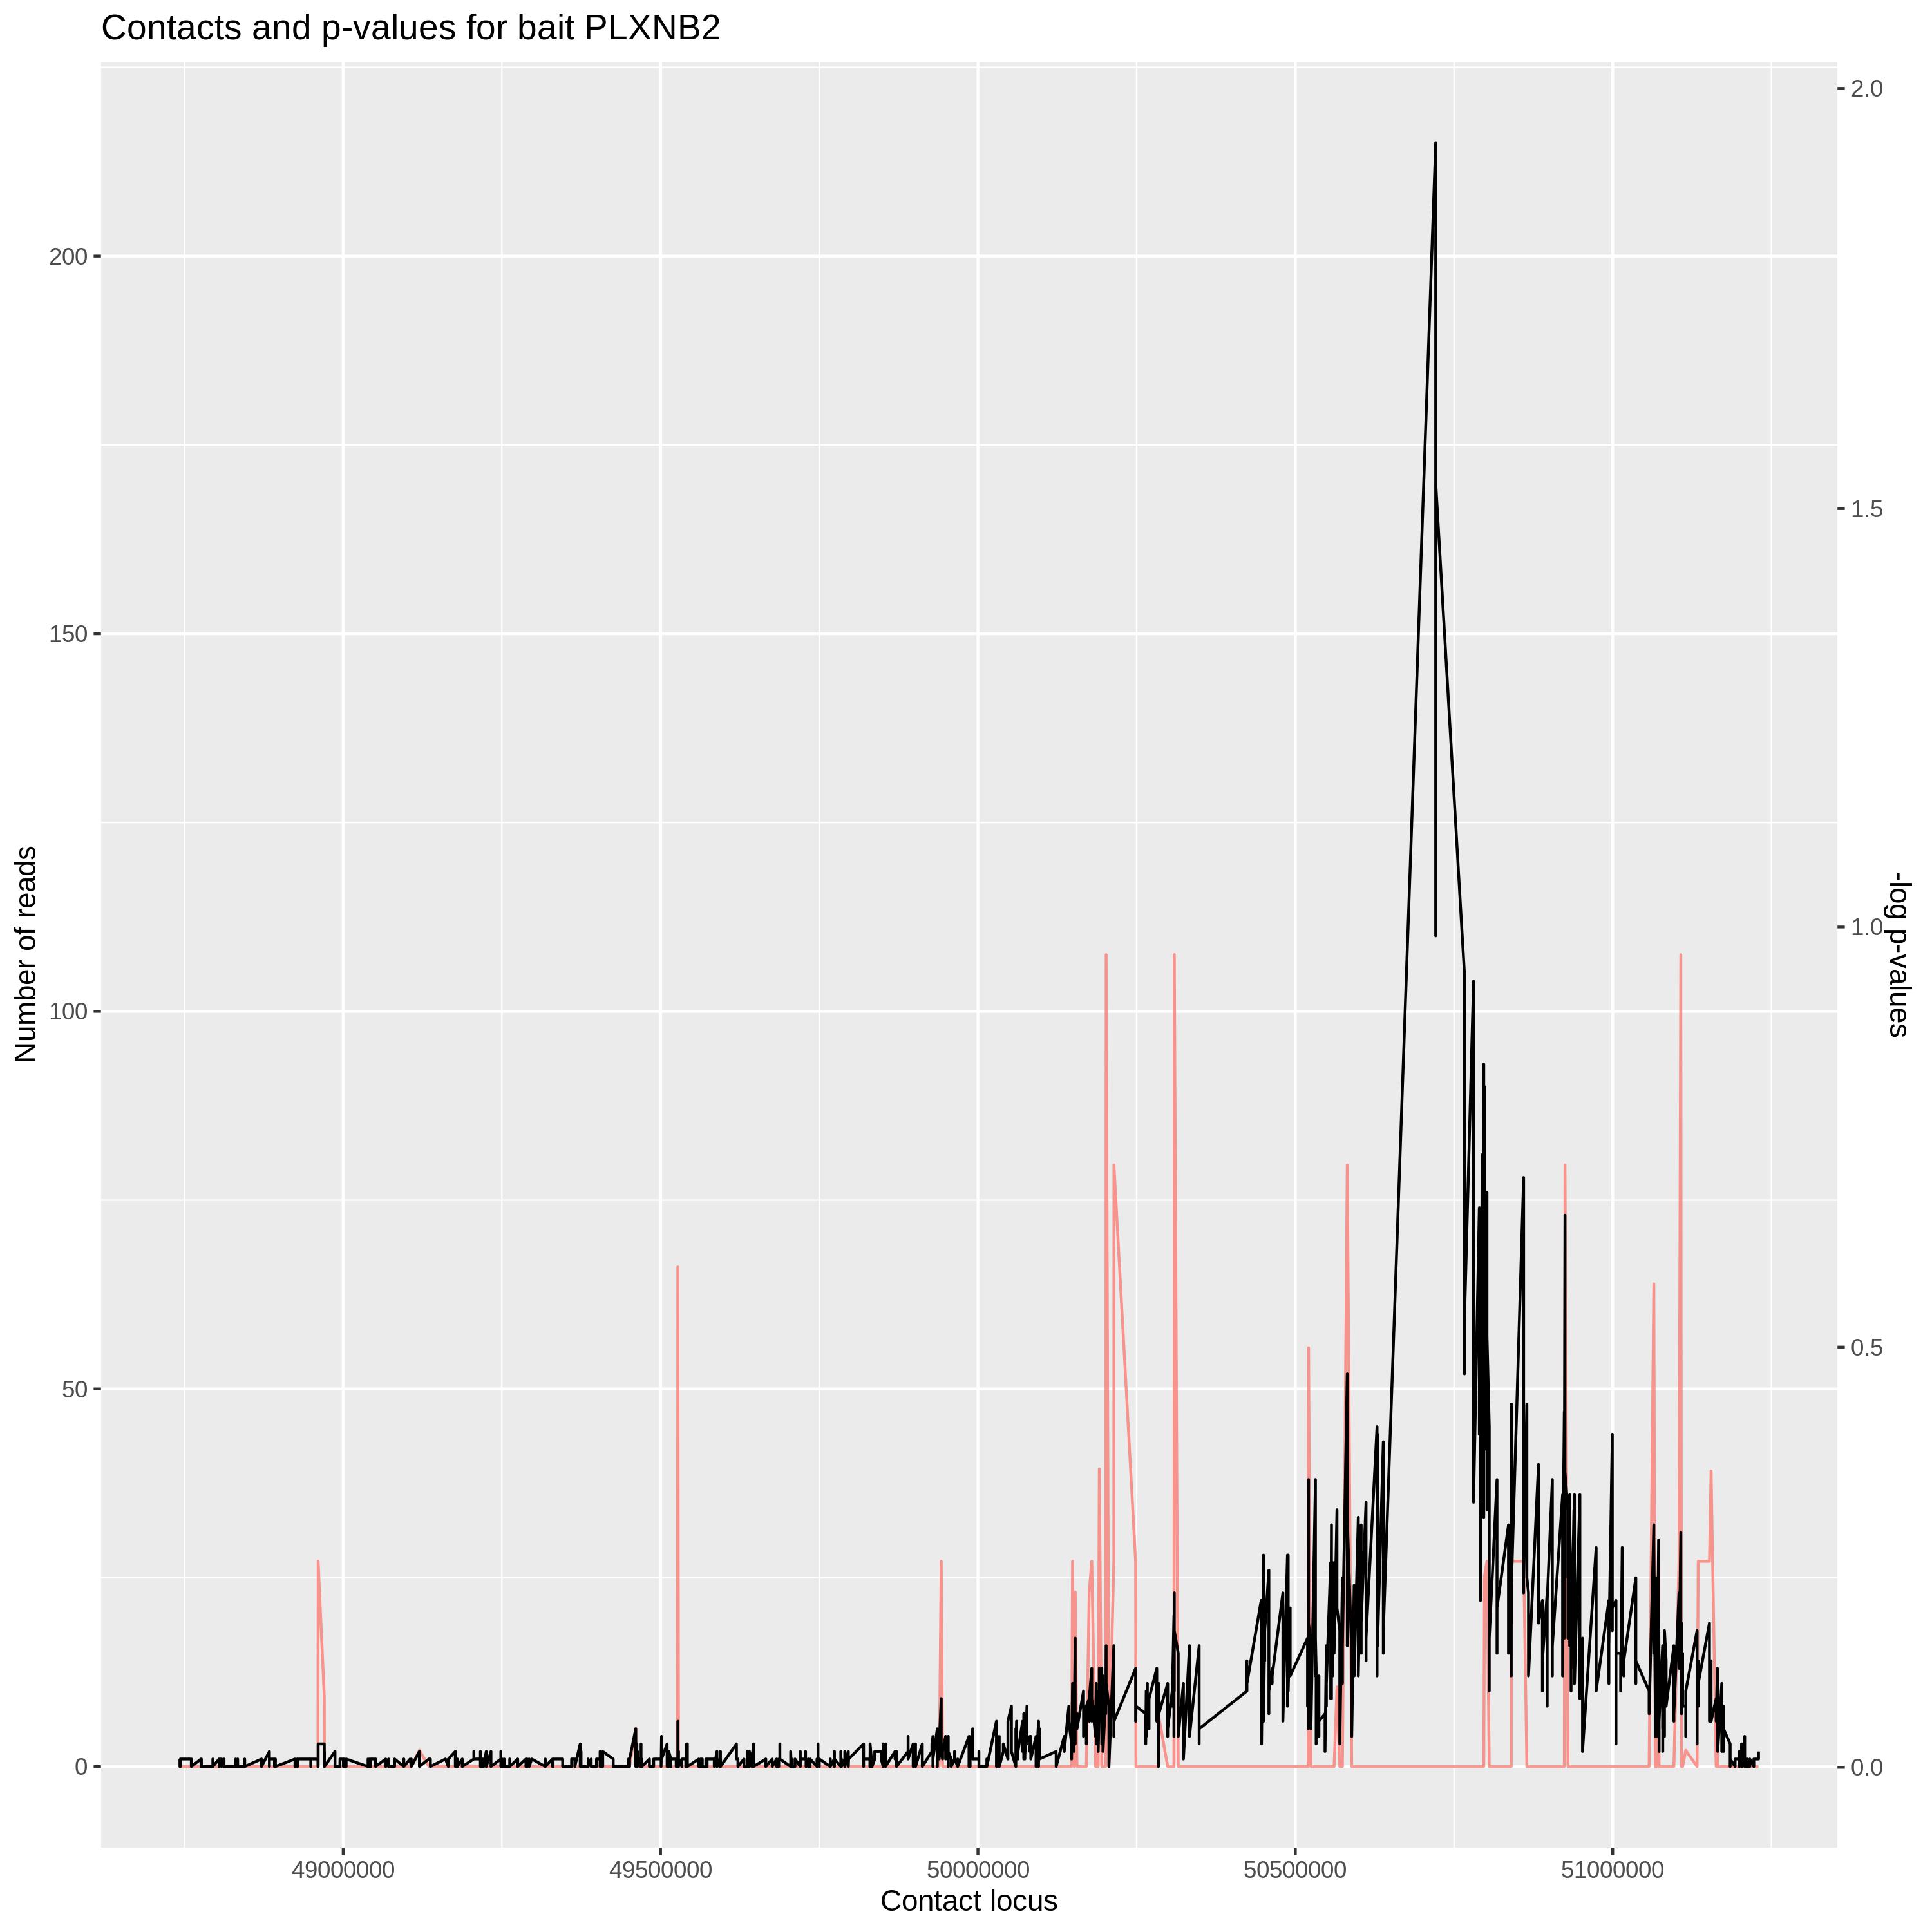 Contacts and p-values for bait PLXNB2
Number of reads
200
150
100
50
0
2.0
1.5
1.0
0.5
0.0
-log p-values
49000000 49500000 50000000 50500000 51000000
Contact locus